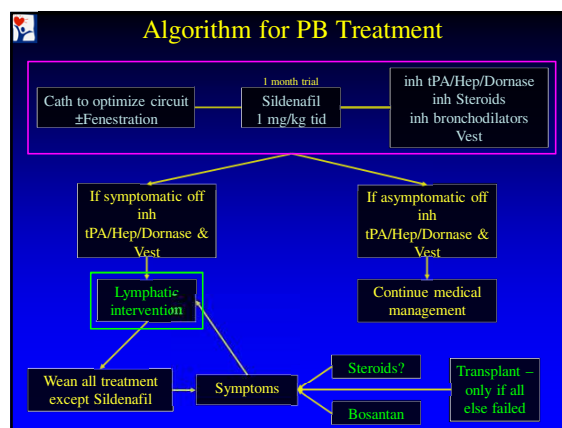 Algorithm for PB Treatment
1 month trial
Cath to optimize circuit
±Fenestration
Sildenafil
1 mg/kg tid
inh tPA/Hep/Dornase
inh Steroids
inh bronchodilators
Vest
If symptomatic off
inh
tPA/Hep/Dornase &
Vest
If asymptomatic off
inh
tPA/Hep/Dornase &
Vest
Lymphatic
intervention
Continue medical
management
Wean all treatment
except Sildenafil
Symptoms
Steroids?
Bosantan
Transplant –
only if all
else failed